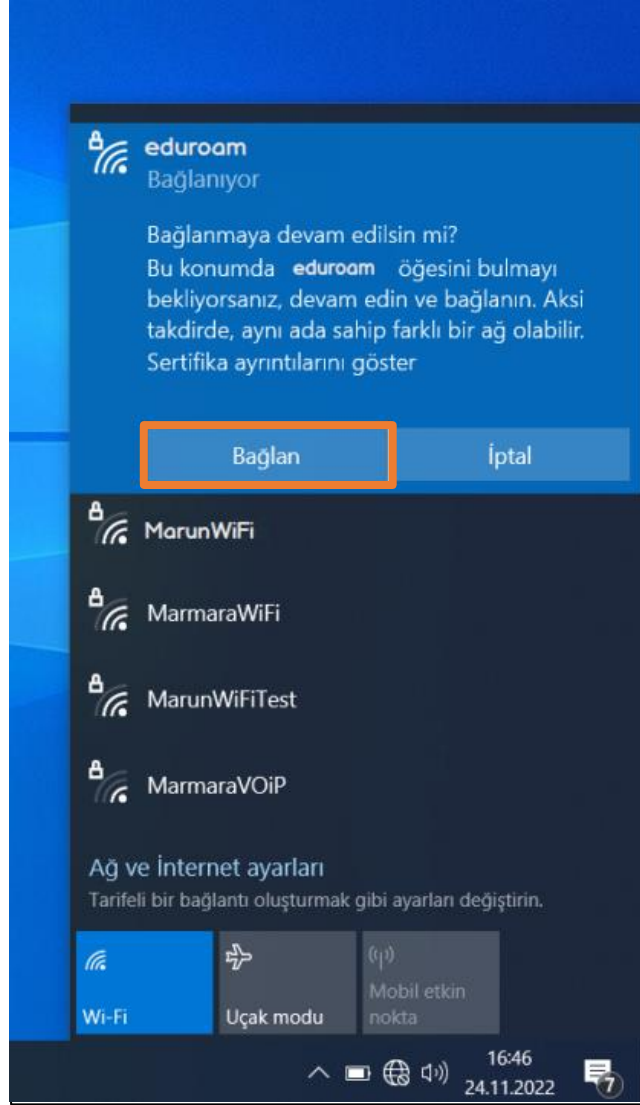 eduroam
Bağlanıyor
Bağlanmaya devam edilsin mi?
Bu konumda eduroam öğesini bulmayı
bekliyorsanız, devam edin ve bağlanın. Aksi
takdirde, aynı ada sahip farklı bir ağ olabilir.
Sertifika ayrıntılarını göster
Bağlan İptal
MarunWiFi
MarmaraWiFi
MarunWiFiTest
MarmaraVOiP
Ağ ve İnternet ayarları
Tarifeli bir bağlantı oluşturmak gibi ayarları değiştirin.
Wi-Fi
Uçak modu
Mobil etkin
nokta
16:46
24.11.2022
7